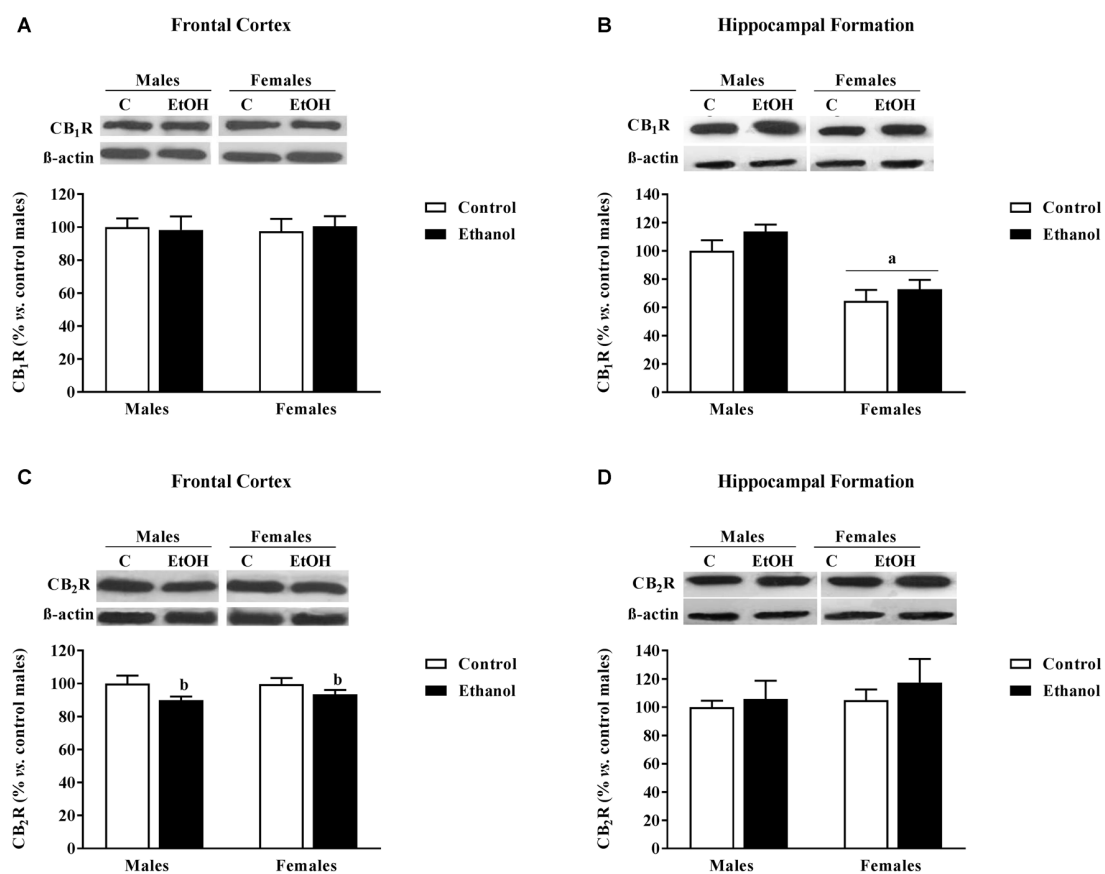 A Frontal Cortex
Males Females
C EtOH C EtOH
CB₁R
ß-actin
CB₁R (% vs. control males)
120
100
80
60
40
20
0
Males Females
Control
Ethanol
B Hippocampal Formation
Males Females
C EtOH C EtOH
CB₁R
ß-actin
CB₁R (% vs. control males)
140
120
100
80
60
40
20
0
a
Males Females
Control
Ethanol
C Frontal Cortex
Males Females
C EtOH C EtOH
CB₂R
ß-actin
CB₂R (% vs. control males)
120
100
80
60
40
20
0
b b
Males Females
Control
Ethanol
D Hippocampal Formation
Males Females
C EtOH C EtOH
CB₂R
ß-actin
CB₂R (% vs. control males)
140
120
100
80
60
40
20
0
Males Females
Control
Ethanol